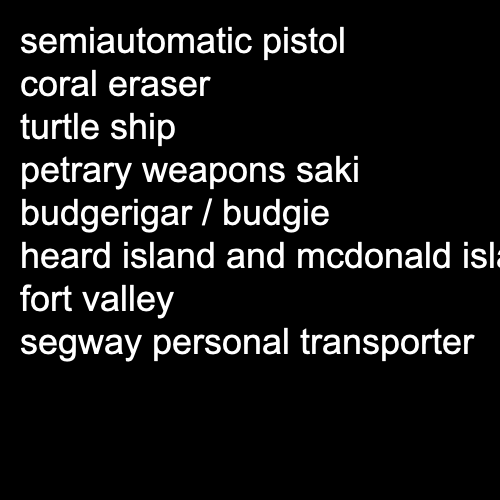 semiautomatic pistol
coral eraser
turtle ship
petrary weapons saki
budgerigar / budgie
heard island and mcdonald isla
fort valley
segway personal transporter